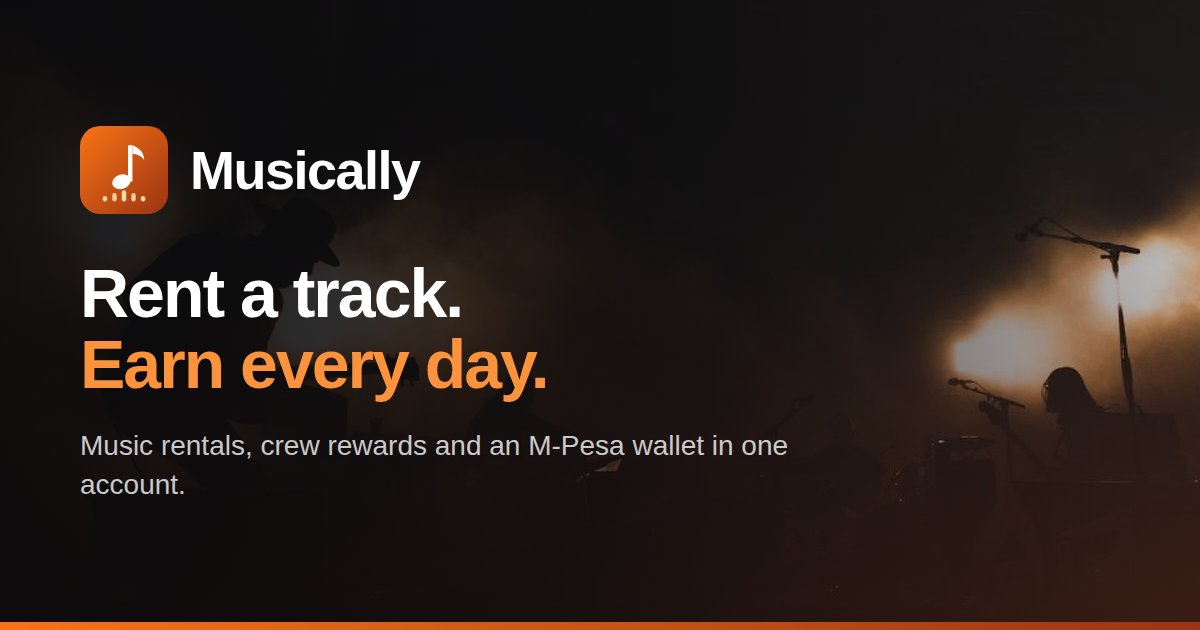 Musically
Rent a track.
Earn every day.
Music rentals, crew rewards and an M-Pesa wallet in one
account.